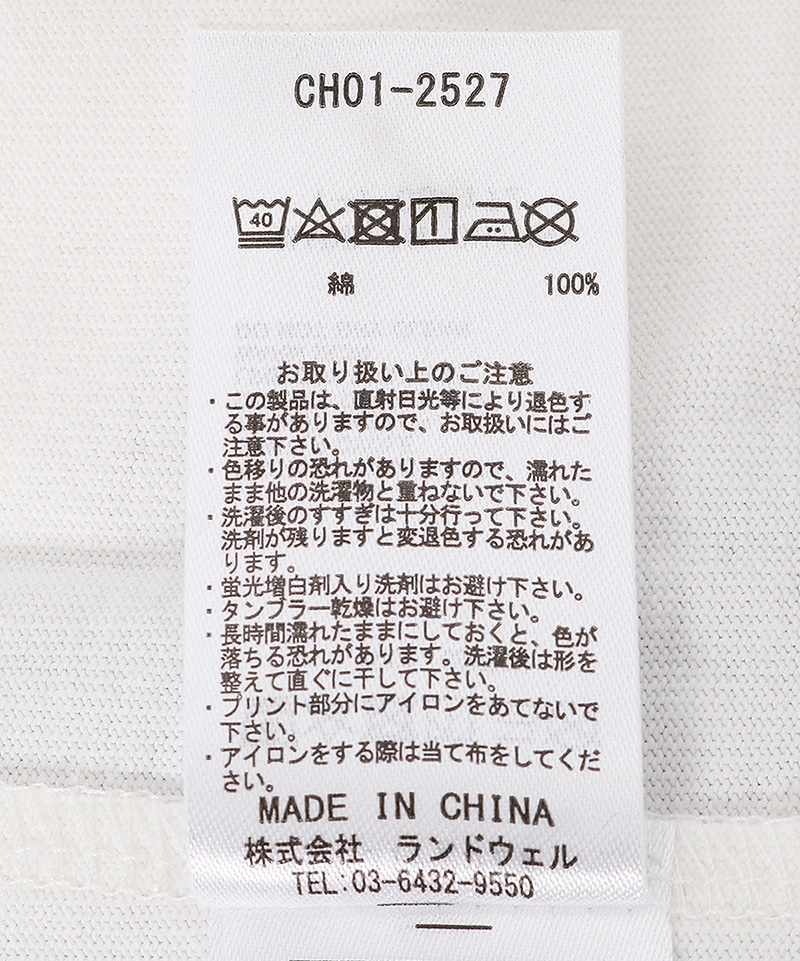 CH01-2527
40
綿 100%
お取り扱い上のご注意
・この製品は、直射日光等により退色す
る事がありますので、お取扱いにはご
注意下さい。
・色移りの恐れがありますので、濡れた
まま他の洗濯物と重ねないで下さい。
・洗濯後のすすぎは十分行って下さい。
洗剤が残りますと変退色する恐れがあ
ります。
・蛍光増白剤入り洗剤はお避け下さい。
・タンブラー乾燥はお避け下さい。
・長時間濡れたままにしておくと、色が
落ちる恐れがあります。洗濯後は形を
整えて直ぐに干して下さい。
・プリント部分にアイロンをあてないで
下さい。
・アイロンをする際は当て布をしてくだ
さい。
MADE IN CHINA
株式会社 ランドウェル
TEL:03-6432-9550